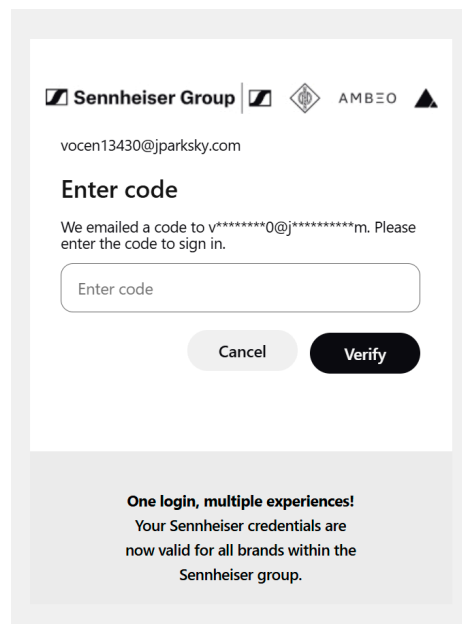 Sennheiser Group AMBΞO
vocen13430@jparksky.com
Enter code
We emailed a code to v********0@j**********m. Please
enter the code to sign in.
Enter code
Cancel Verify
One login, multiple experiences!
Your Sennheiser credentials are
now valid for all brands within the
Sennheiser group.